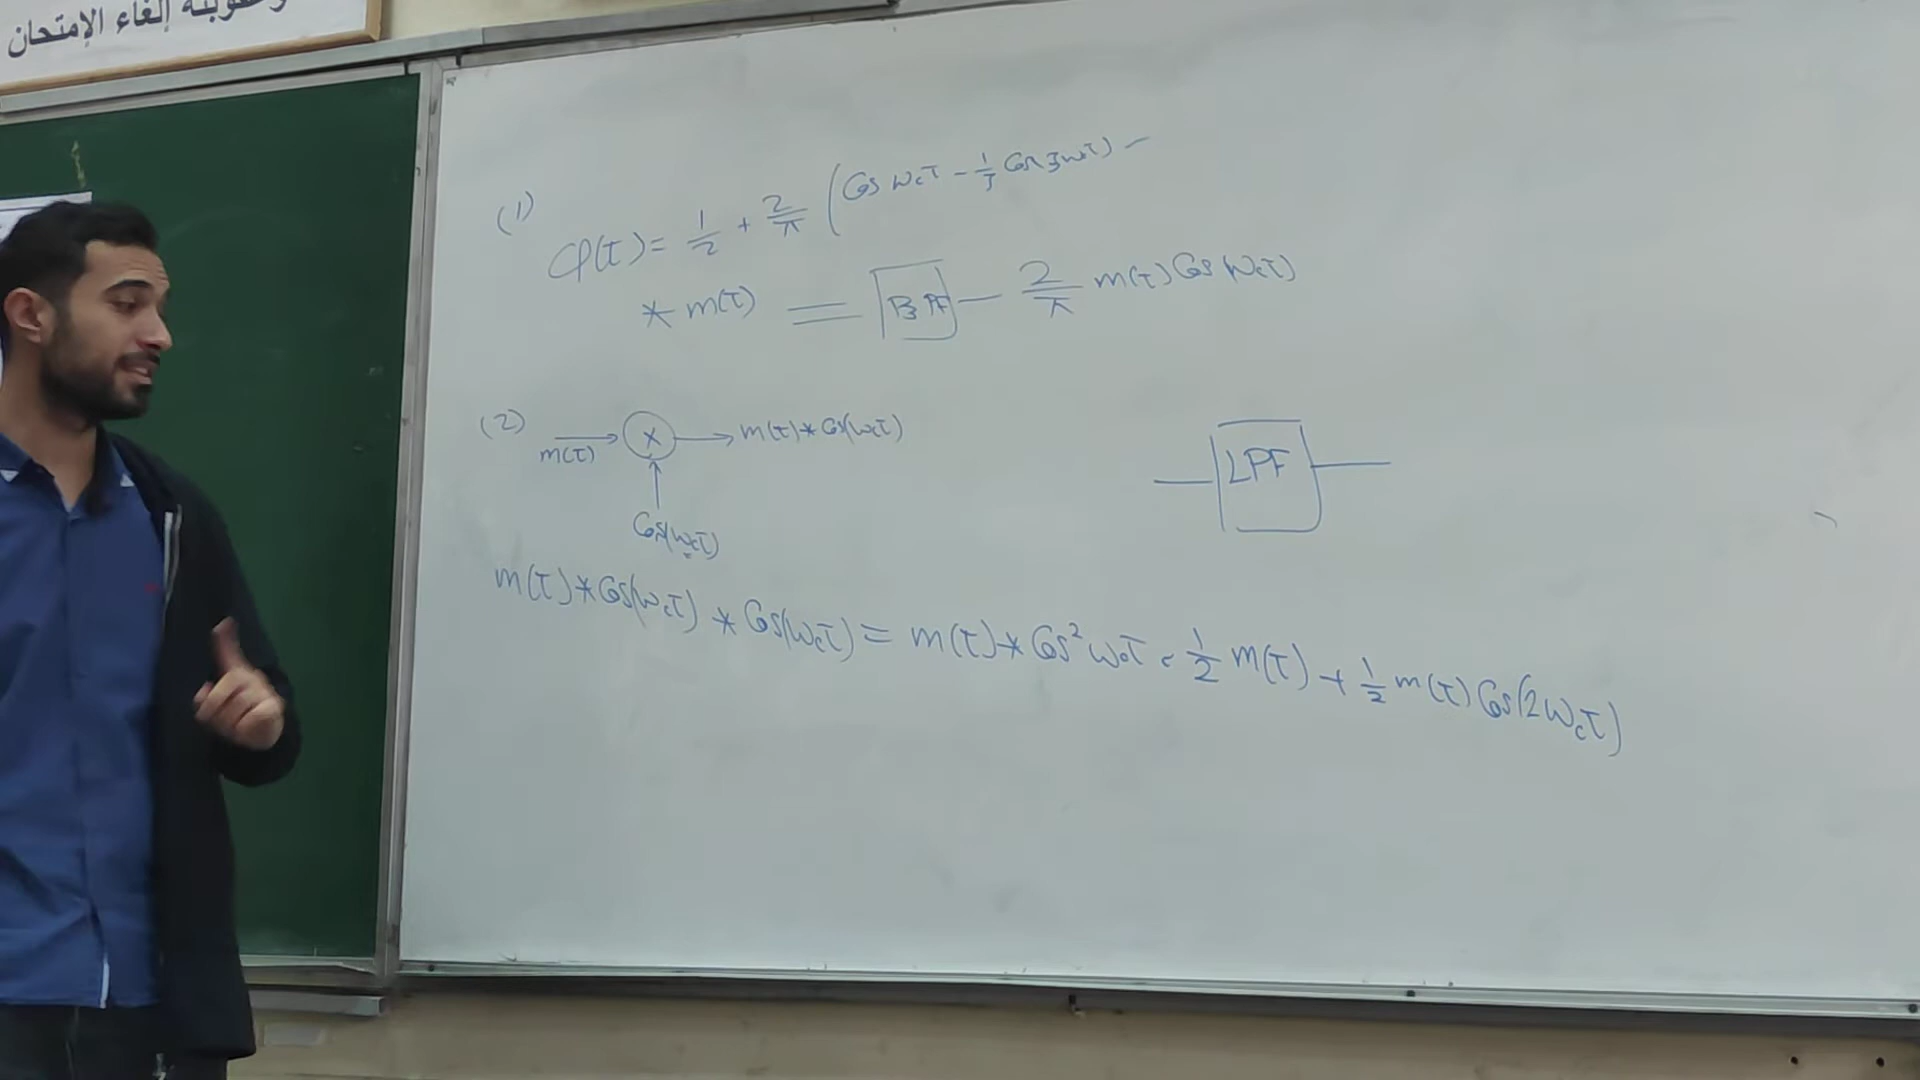 إلغاء الإمتحان
(1)
φ(t) = 1/2 + 2/π (Cos ωct - 1/3 Cos 3ωct) -
* m(t) = BPF - 2/π m(t) Cos(ωct)
(2) m(t) → × → m(t) * Cos(ωct)
Cos(ωct)
LPF
m(t) * Cos(ωct) * Cos(ωct) = m(t) * Cos² ωct = 1/2 m(t) + 1/2 m(t) Cos(2ωct)